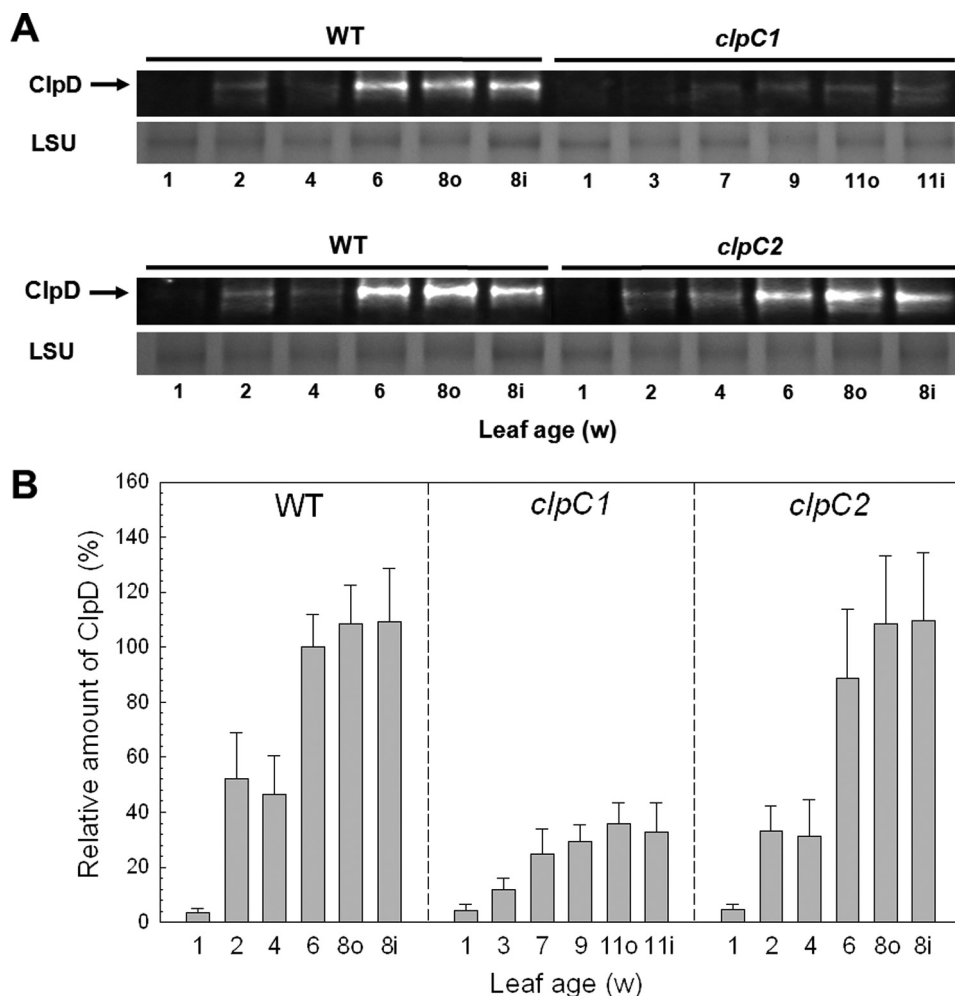 A
WT clpC1
ClpD
LSU
1 2 4 6 8o 8i 1 3 7 9 11o 11i
WT clpC2
ClpD
LSU
1 2 4 6 8o 8i 1 2 4 6 8o 8i
Leaf age (w)
B
Relative amount of ClpD (%)
160
140
120
100
80
60
40
20
0
WT clpC1 clpC2
1 2 4 6 8o 8i 1 3 7 9 11o 11i 1 2 4 6 8o 8i
Leaf age (w)